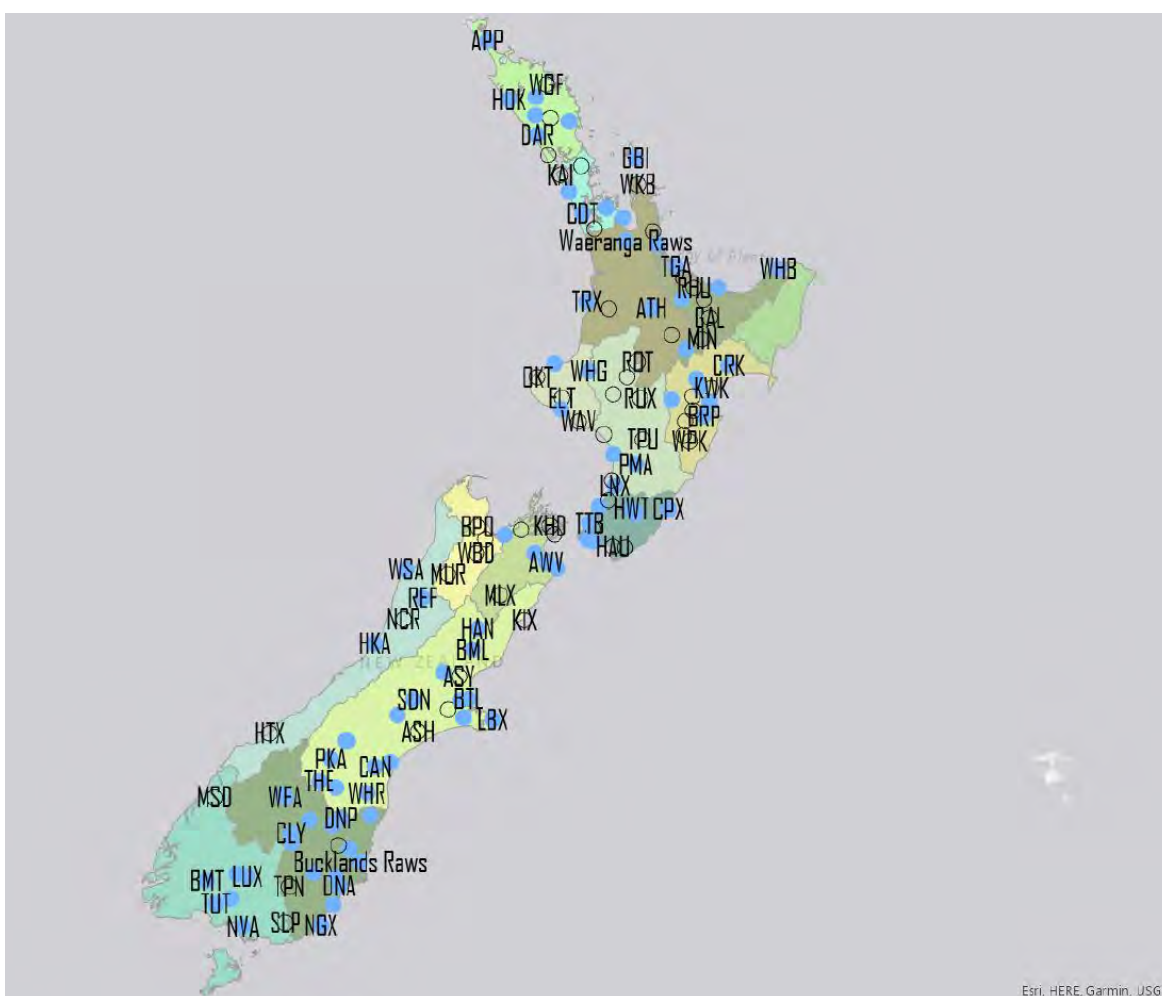 APP
WGF
HOK
DAR
GBI
KAI
WKB
CDT
Waeranga Raws
TGA
WHB
RHU
TRX
ATH
GAL
MIN
ROT
CRK
WHG
OKT
KWK
ELT
RUX
BRP
WAV
TPU
WPK
PMA
LNX
HWT
CPX
TTB
BPO
KHD
HAU
WBD
AWV
WSA
MUR
REF
MLX
NCR
KIX
HAN
HKA
BML
NEW ZEALAND
ASY
SDN
BTL
LBX
HTX
ASH
PKA
CAN
THE
MSD
WFA
WHR
DNP
CLY
Bucklands Raws
BMT
LUX
TPN
DNA
TUT
NVA
SLP
NGX
Esri, HERE, Garmin, USG